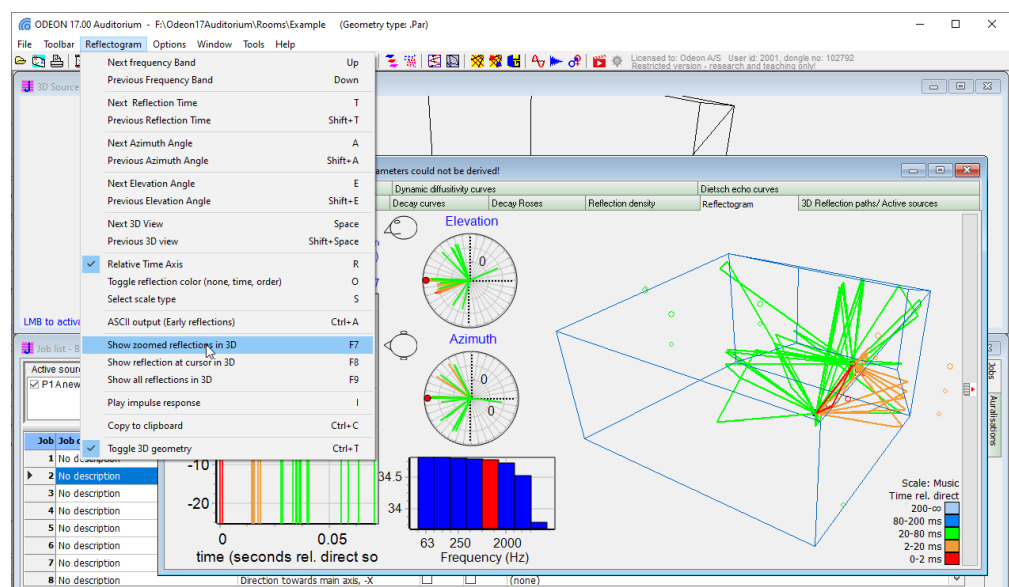 ODEON 17.00 Auditorium - F:\Odeon17Auditorium\Rooms\Example (Geometry type: .Par)
File Toolbar Reflectogram Options Window Tools Help
Licensed to: Odeon A/S User id: 2001, dongle no: 102792
Restricted version - research and teaching only!
3D Source
Next frequency Band Up
Previous Frequency Band Down
Next Reflection Time T
Previous Reflection Time Shift+T
Next Azimuth Angle A
Previous Azimuth Angle Shift+A
Next Elevation Angle E
Previous Elevation Angle Shift+E
Next 3D View Space
Previous 3D view Shift+Space
Relative Time Axis R
Toggle reflection color (none, time, order) O
Select scale type S
ASCII output (Early reflections) Ctrl+A
Show zoomed reflections in 3D F7
Show reflection at cursor in 3D F8
Show all reflections in 3D F9
Play impulse response I
Copy to clipboard Ctrl+C
Toggle 3D geometry Ctrl+T
ameters could not be derived!
Dynamic diffusitivity curves Dietsch echo curves
Decay curves Decay Roses Reflection density Reflectogram 3D Reflection paths/ Active sources
Elevation
0
Azimuth
0
0
LMB to activa
Job list - B
Active sour
P1 A new
Jobs
Auralisations
Job Job d
1 No description
2 No description
3 No description
4 No description
5 No description
6 No description
7 No description
8 No description Direction towards main axis, -X (none)
-10
-20
0 0.05
time (seconds rel. direct so
34.5
34
63 250 2000
Frequency (Hz)
Scale: Music
Time rel. direct
200-∞
80-200 ms
20-80 ms
2-20 ms
0-2 ms